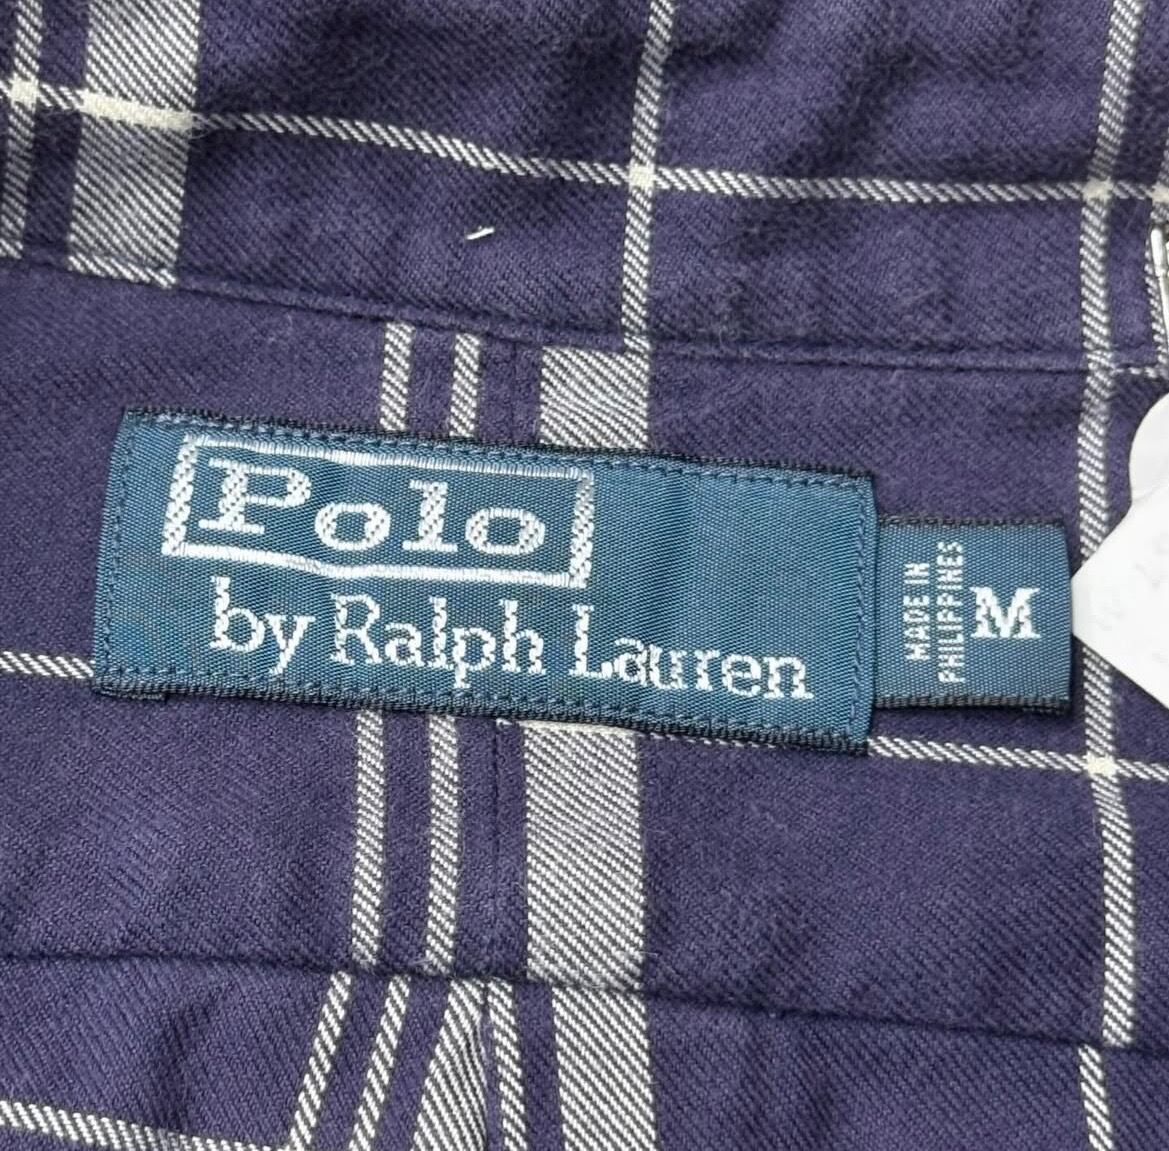 Polo
by Ralph Lauren
MADE IN
PHILIPPINES
M